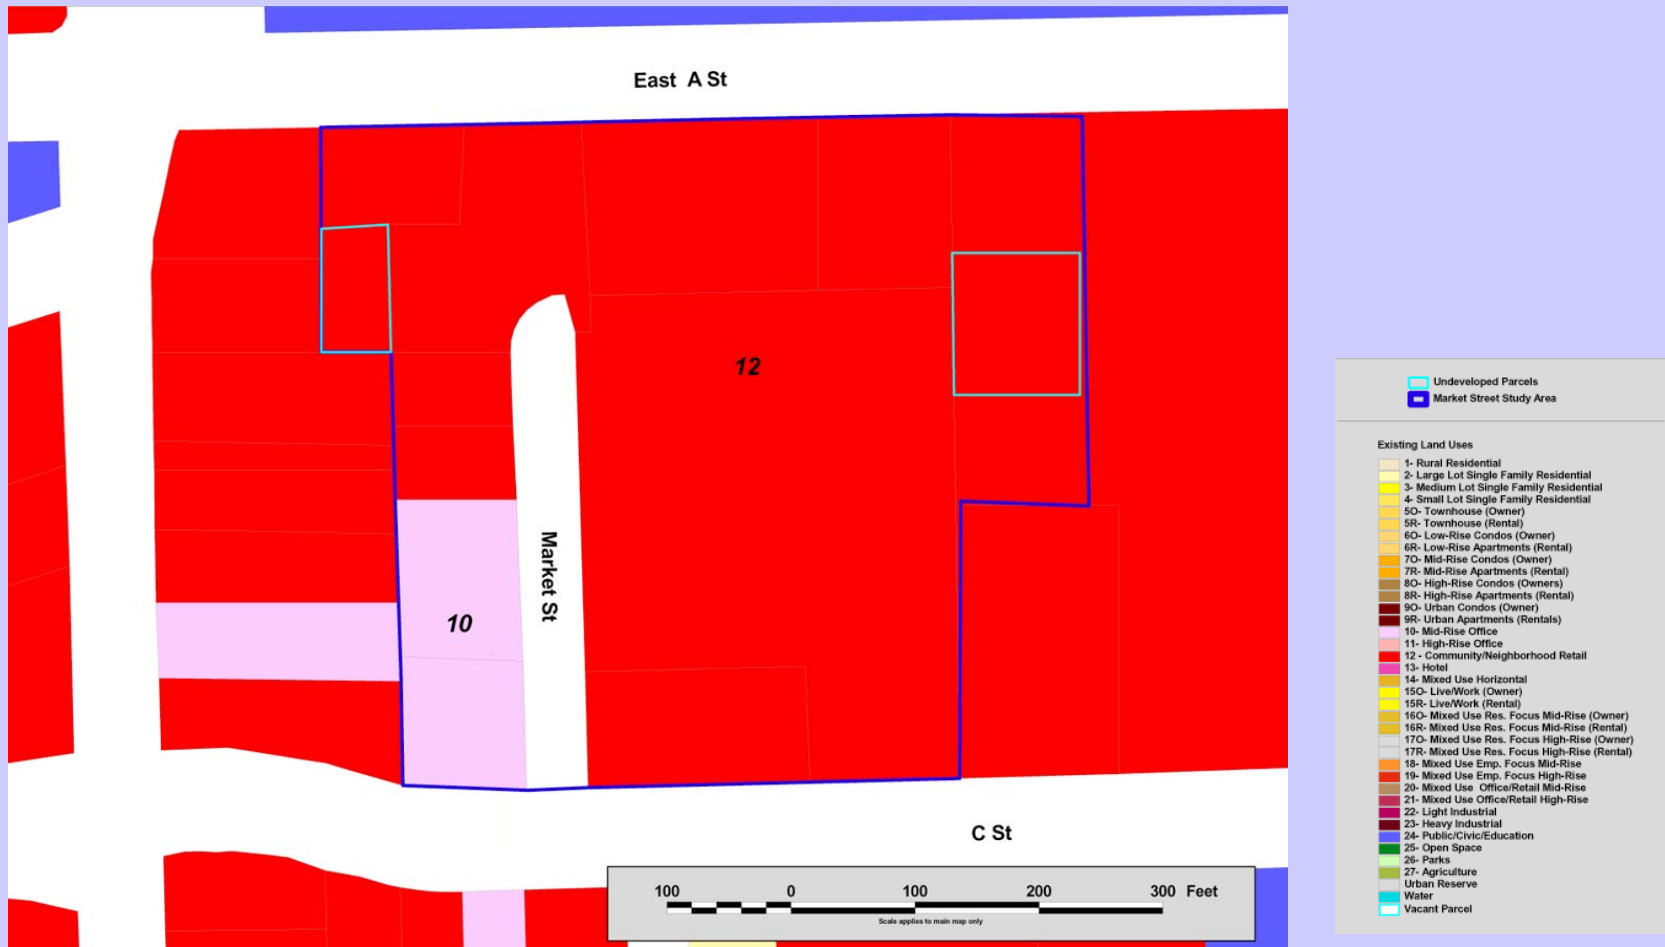 East A St
12
10
Market St
C St
100 0 100 200 300 Feet
Scale applies to main map only
Undeveloped Parcels
Market Street Study Area
Existing Land Uses
1- Rural Residential
2- Large Lot Single Family Residential
3- Medium Lot Single Family Residential
4- Small Lot Single Family Residential
5O- Townhouse (Owner)
5R- Townhouse (Rental)
6O- Low-Rise Condos (Owner)
6R- Low-Rise Apartments (Rental)
7O- Mid-Rise Condos (Owner)
7R- Mid-Rise Apartments (Rental)
8O- High-Rise Condos (Owners)
8R- High-Rise Apartments (Rental)
9O- Urban Condos (Owner)
9R- Urban Apartments (Rentals)
10- Mid-Rise Office
11- High-Rise Office
12 - Community/Neighborhood Retail
13- Hotel
14- Mixed Use Horizontal
15O- Live/Work (Owner)
15R- Live/Work (Rental)
16O- Mixed Use Res. Focus Mid-Rise (Owner)
16R- Mixed Use Res. Focus Mid-Rise (Rental)
17O- Mixed Use Res. Focus High-Rise (Owner)
17R- Mixed Use Res. Focus High-Rise (Rental)
18- Mixed Use Emp. Focus Mid-Rise
19- Mixed Use Emp. Focus High-Rise
20- Mixed Use Office/Retail Mid-Rise
21- Mixed Use Office/Retail High-Rise
22- Light Industrial
23- Heavy Industrial
24- Public/Civic/Education
25- Open Space
26- Parks
27- Agriculture
Urban Reserve
Water
Vacant Parcel